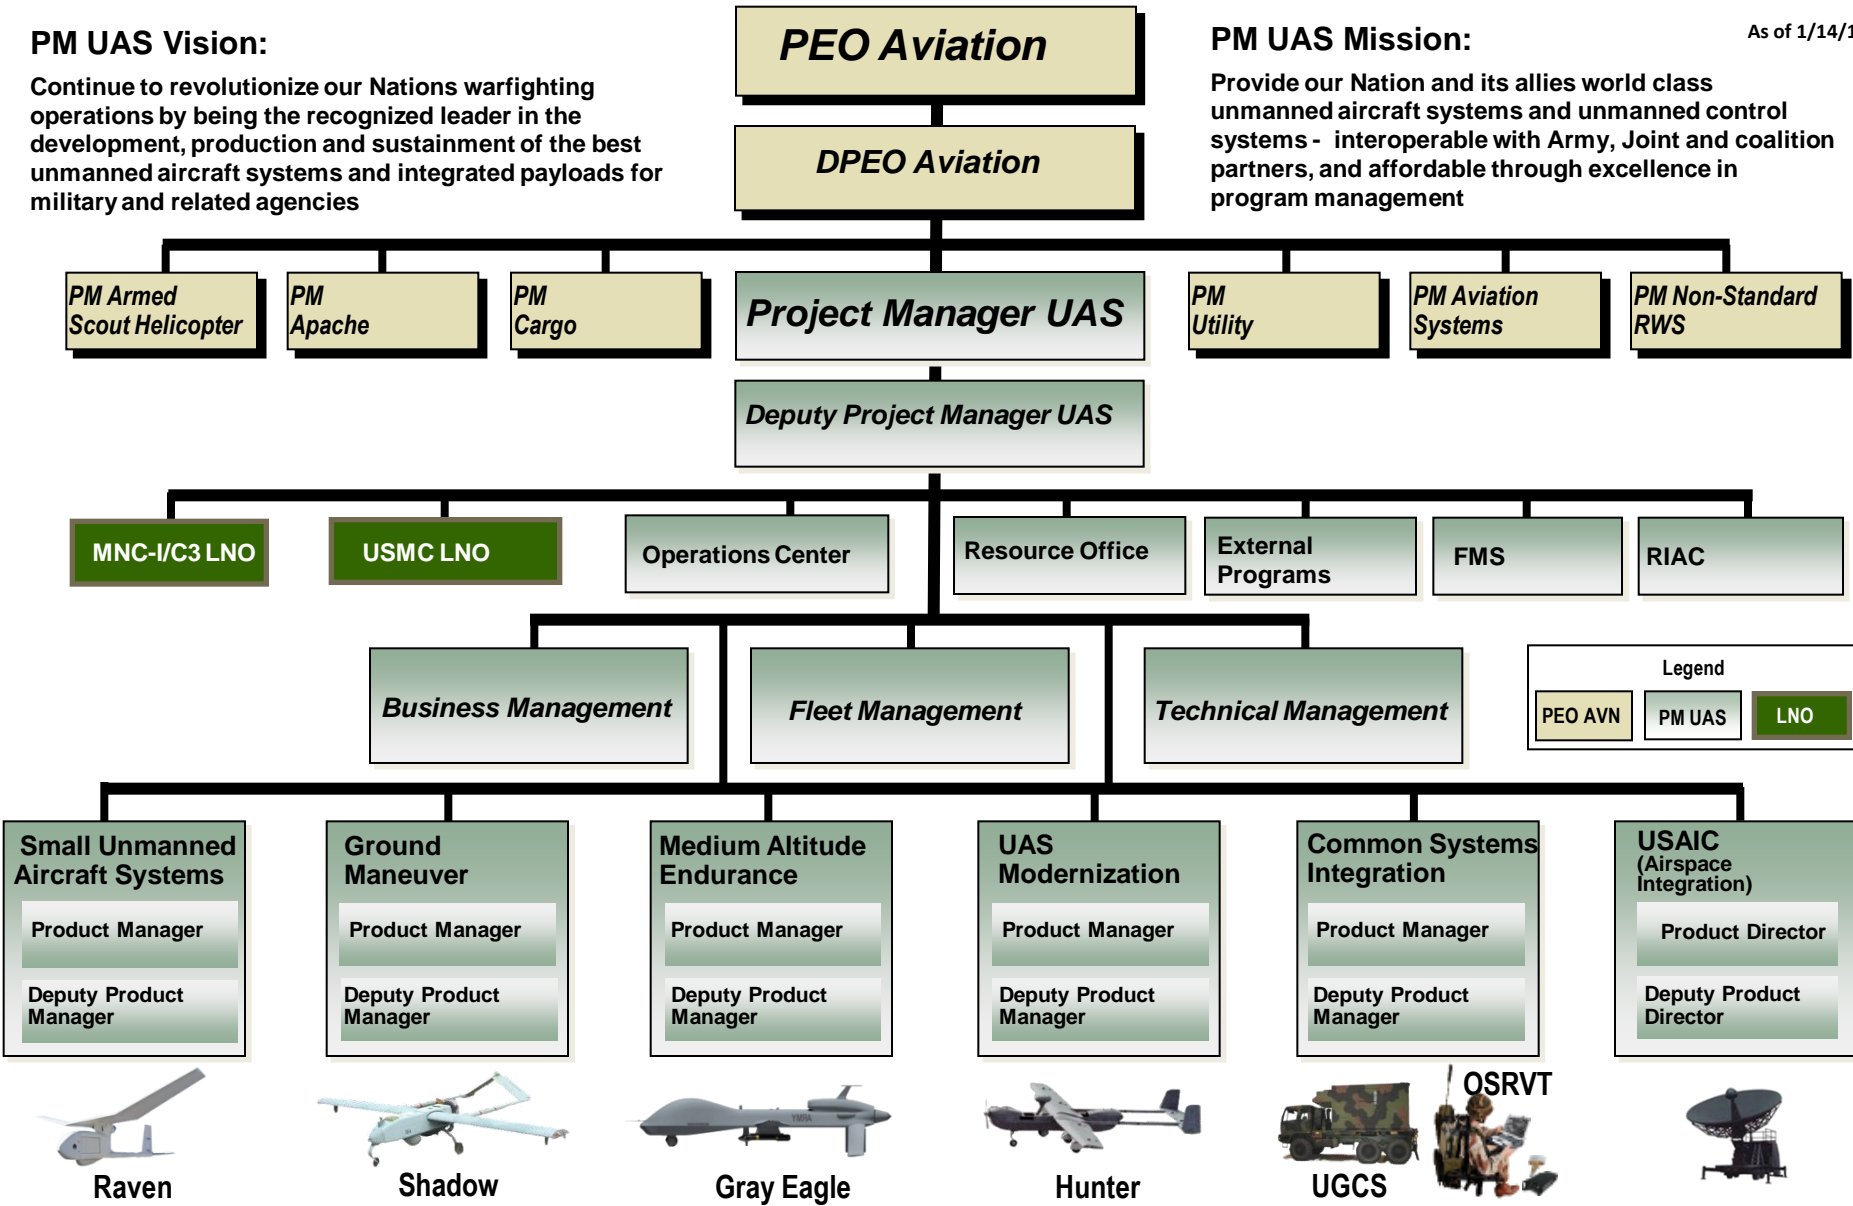 PM UAS Vision:
Continue to revolutionize our Nations warfighting
operations by being the recognized leader in the
development, production and sustainment of the best
unmanned aircraft systems and integrated payloads for
military and related agencies
PEO Aviation
DPEO Aviation
PM UAS Mission:
As of 1/14/1
Provide our Nation and its allies world class
unmanned aircraft systems and unmanned control
systems - interoperable with Army, Joint and coalition
partners, and affordable through excellence in
program management
PM Armed
Scout Helicopter
PM
Apache
PM
Cargo
Project Manager UAS
PM
Utility
PM Aviation
Systems
PM Non-Standard
RWS
Deputy Project Manager UAS
MNC-I/C3 LNO
USMC LNO
Operations Center
Resource Office
External
Programs
FMS
RIAC
Business Management
Fleet Management
Technical Management
Legend
PEO AVN
PM UAS
LNO
Small Unmanned
Aircraft Systems
Product Manager
Deputy Product
Manager
Ground
Maneuver
Product Manager
Deputy Product
Manager
Medium Altitude
Endurance
Product Manager
Deputy Product
Manager
UAS
Modernization
Product Manager
Deputy Product
Manager
Common Systems
Integration
Product Manager
Deputy Product
Manager
USAIC
(Airspace
Integration)
Product Director
Deputy Product
Director
Raven
Shadow
Gray Eagle
Hunter
UGCS
OSRVT